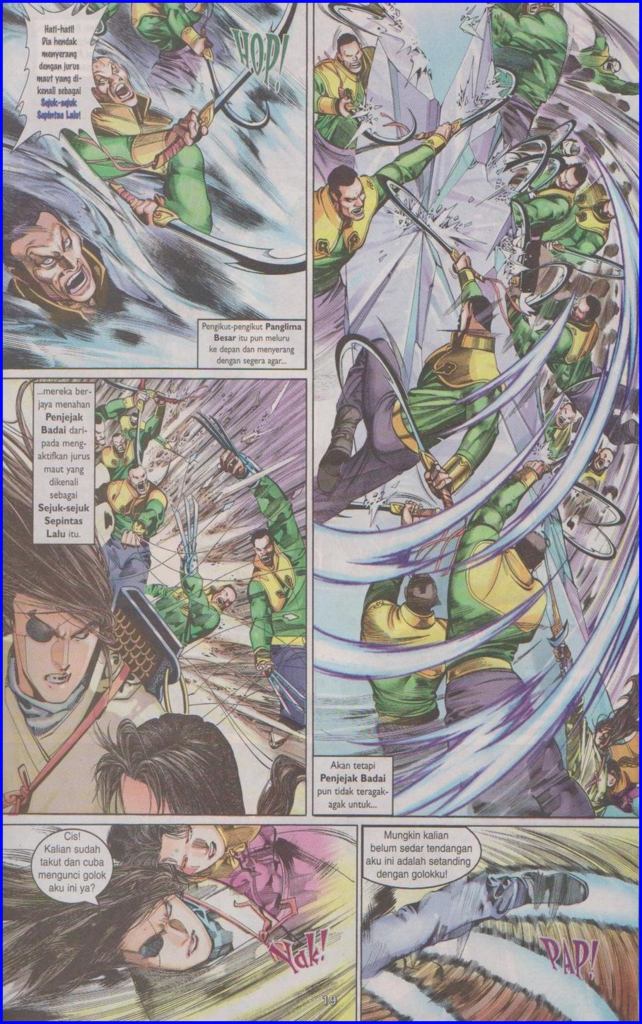 Hati-hati!
Dia hendak
menyerang
dengan jurus
maut yang di-
kenali sebagai
Sejuk-sejuk
Sepintas Lalu!
HOP!
Pengikut-pengikut Panglima
Besar itu pun meluru
ke depan dan menyerang
dengan segera agar...
...mereka ber-
jaya menahan
Penjejak
Badai dari-
pada meng-
aktifkan jurus
maut yang
dikenali
sebagai
Sejuk-sejuk
Sepintas
Lalu itu.
Akan tetapi
Penjejak Badai
pun tidak teragak-
agak untuk...
Cis!
Kalian sudah
takut dan cuba
mengunci golok
aku ini ya?
Yak!
Mungkin kalian
belum sedar tendangan
aku ini adalah setanding
dengan golokku!
PAP!
19